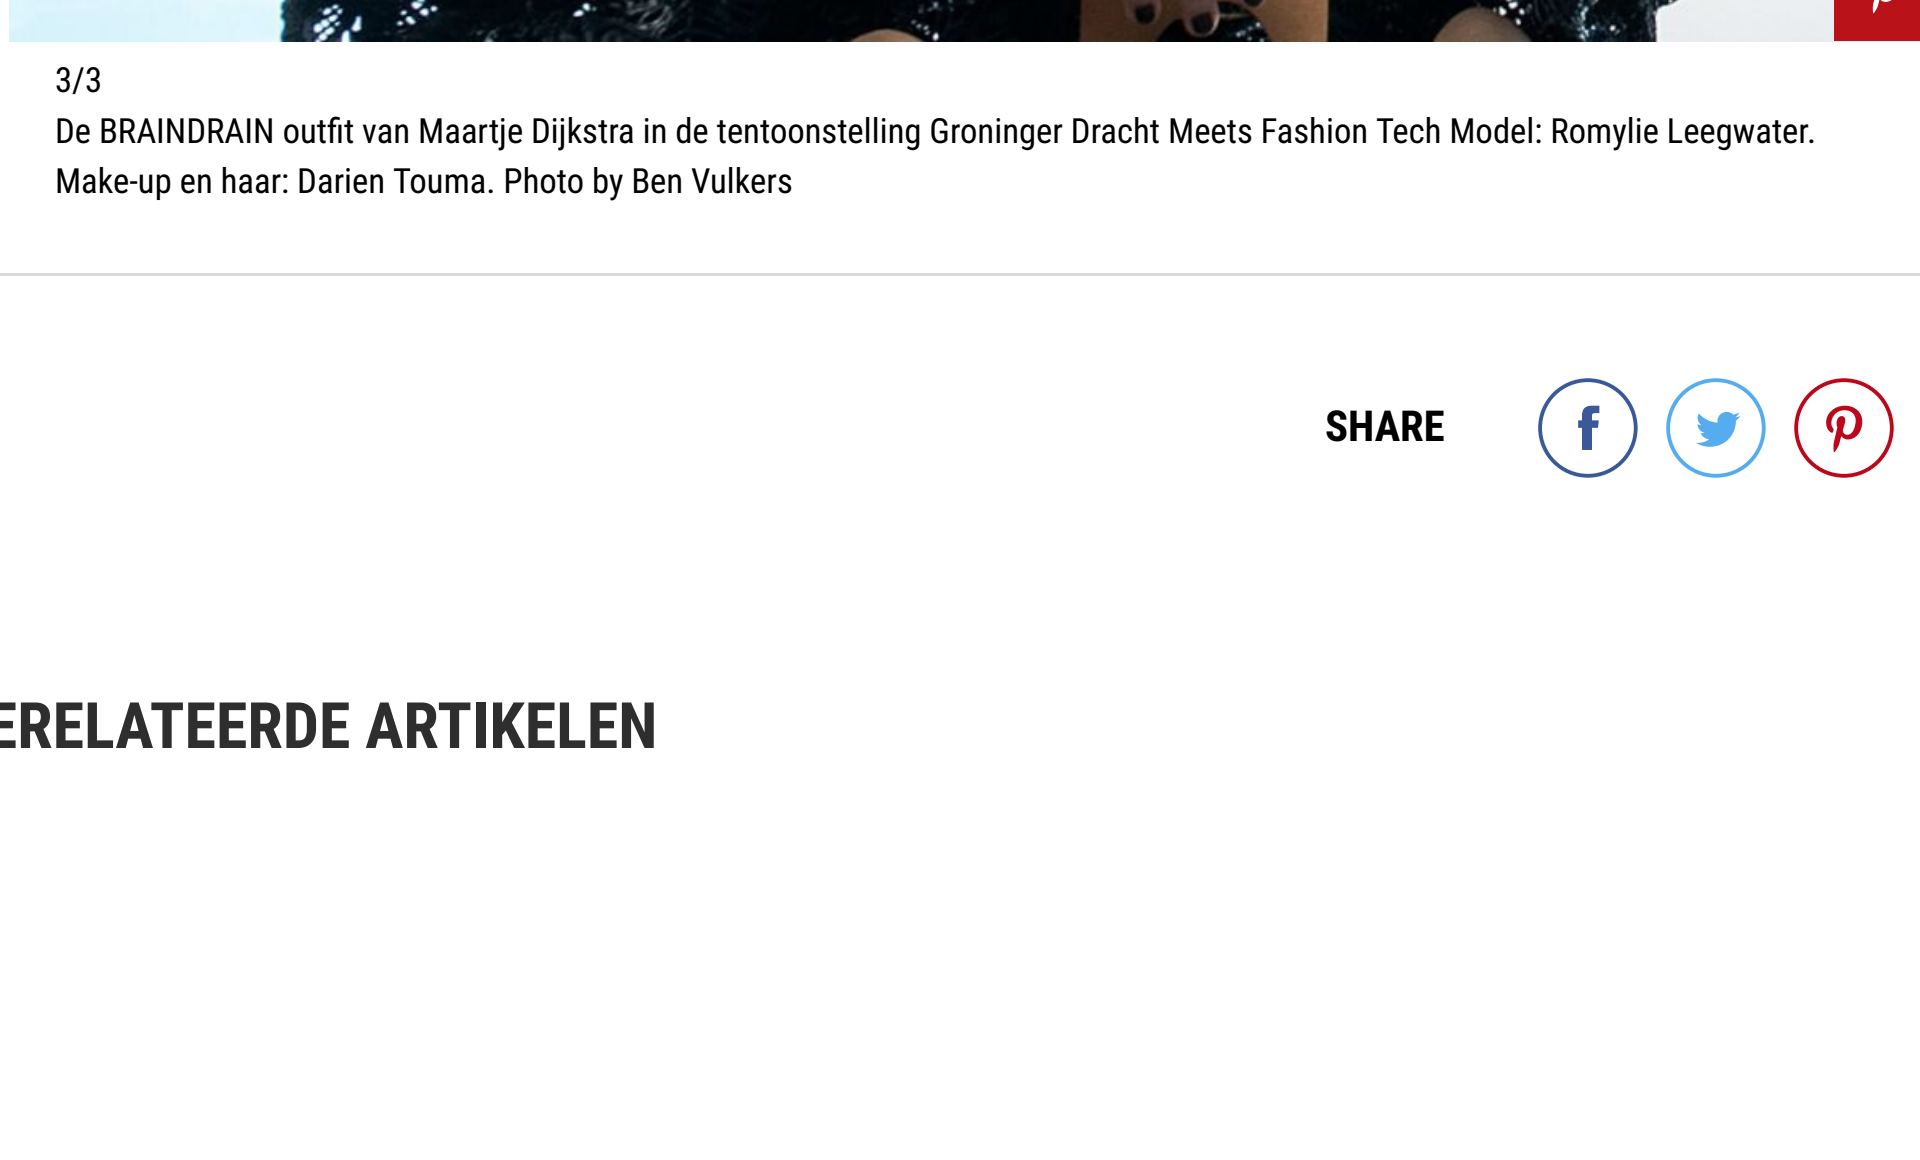 3/3
De BRAINDRAIN outfit van Maartje Dijkstra in de tentoonstelling Groninger Dracht Meets Fashion Tech Model: Romylie Leegwater.
Make-up en haar: Darien Touma. Photo by Ben Vulkers
SHARE
ERELATEERDE ARTIKELEN